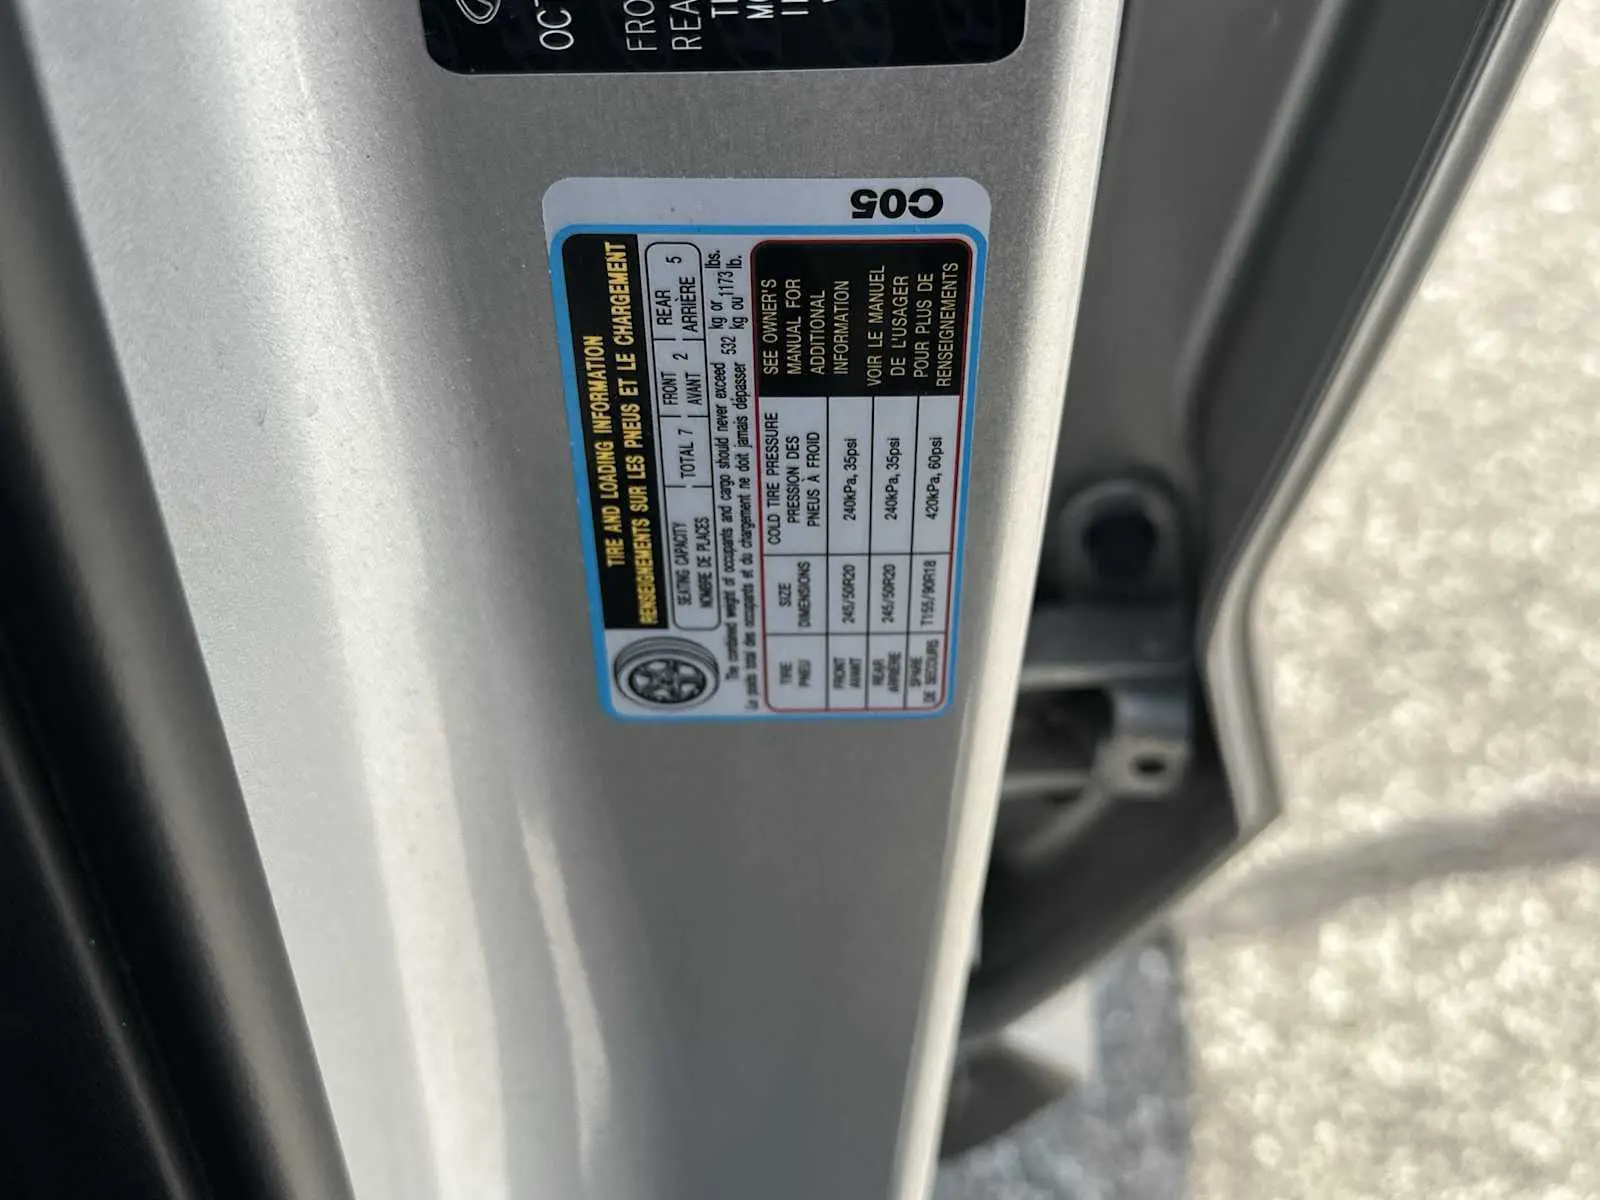 OCT
FRO
REA
C05
TIRE AND LOADING INFORMATION
RENSEIGNEMENTS SUR LES PNEUS ET LE CHARGEMENT
SEATING CAPACITY TOTAL 7 FRONT 2 REAR 5
NOMBRE DE PLACES AVANT ARRIÈRE
The combined weight of occupants and cargo should never exceed 532 kg or 1173 lbs.
Le poids total des occupants et du chargement ne doit jamais dépasser kg ou lb.
TIRE SIZE COLD TIRE PRESSURE
PNEU DIMENSIONS PRESSION DES
PNEUS À FROID
FRONT 245/50R20 240kPa, 35psi
AVANT
REAR 245/50R20 240kPa, 35psi
ARRIÈRE
SPARE T155/90R18 420kPa, 60psi
DE SECOURS
SEE OWNER'S
MANUAL FOR
ADDITIONAL
INFORMATION
VOIR LE MANUEL
DE L'USAGER
POUR PLUS DE
RENSEIGNEMENTS